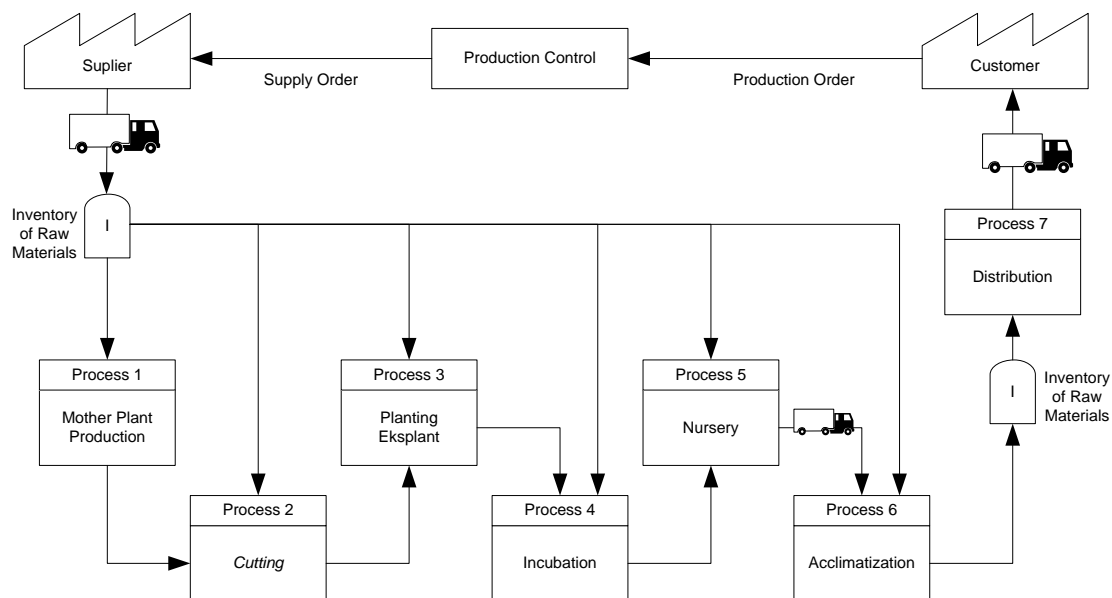 Suplier
Supply Order
Production Control
Production Order
Customer
Inventory
of Raw
Materials
I
Process 7
Distribution
I
Inventory
of Raw
Materials
Process 1
Mother Plant
Production
Process 3
Planting
Eksplant
Process 5
Nursery
Process 2
Cutting
Process 4
Incubation
Process 6
Acclimatization